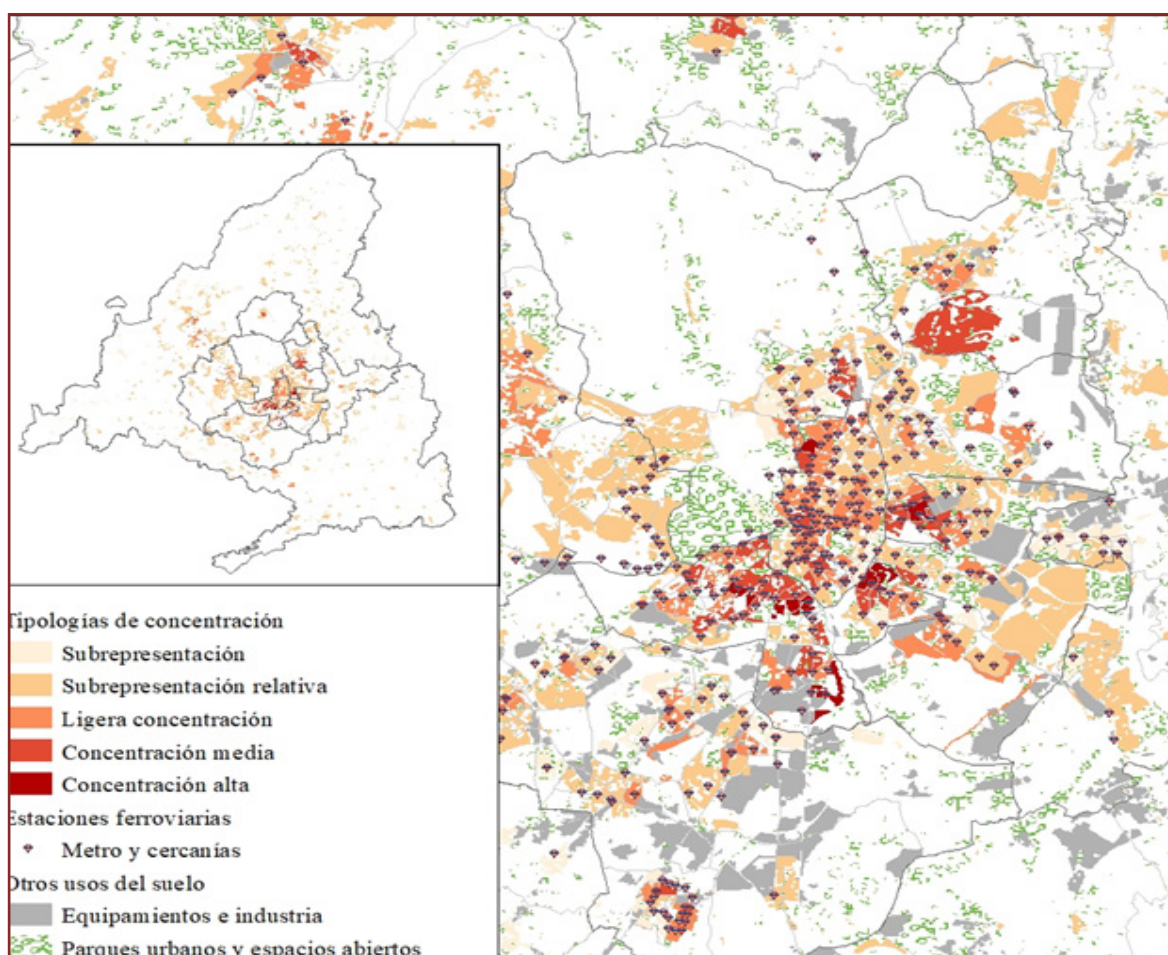 Tipologías de concentración
Subrepresentación
Subrepresentación relativa
Ligera concentración
Concentración media
Concentración alta
Estaciones ferroviarias
Metro y cercanías
Otros usos del suelo
Equipamientos e industria
Parques urbanos y espacios abiertos